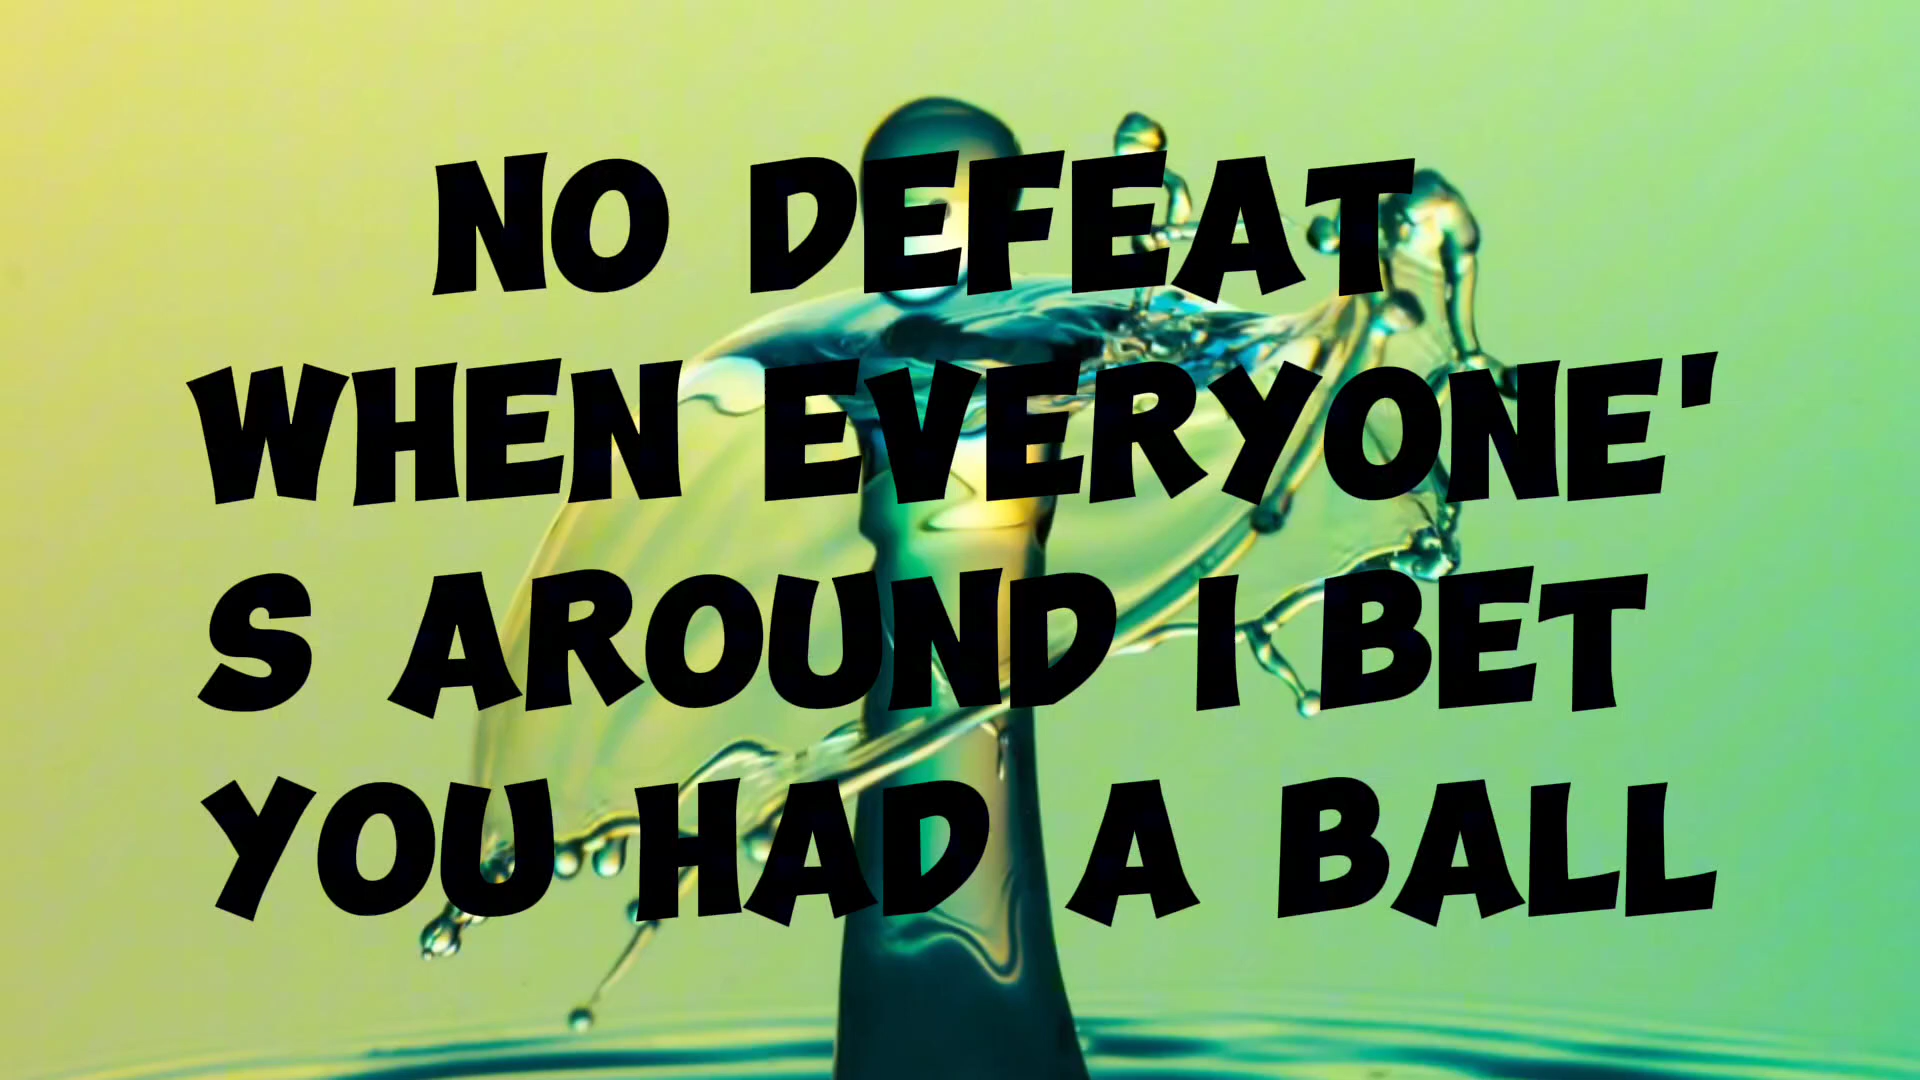 NO DEFEAT
WHEN EVERYONE'
S AROUND I BET
YOU HAD A BALL